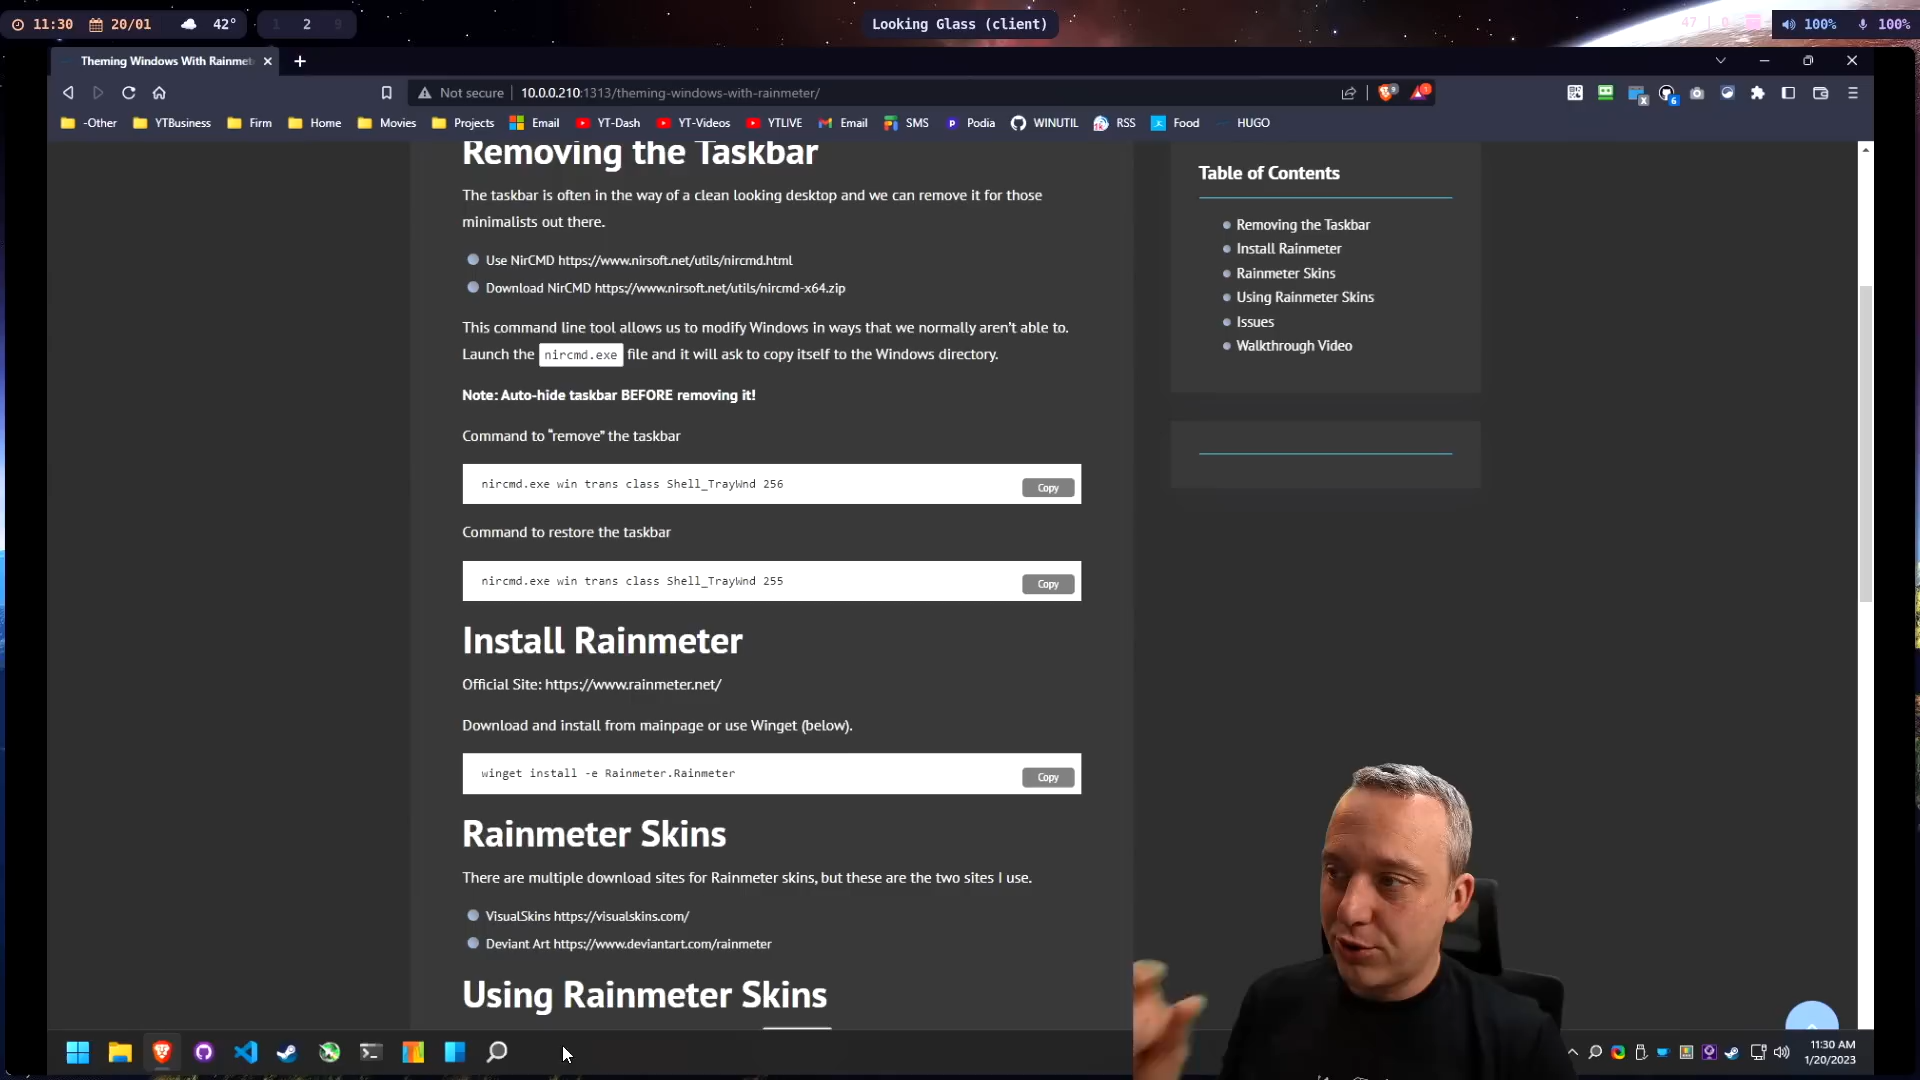 11:30
20/01
42°
1
2
9
Looking Glass (client)
47 | 0
100%
100%
Theming Windows With Rainmet
Not secure
10.0.0.210:1313/theming-windows-with-rainmeter/
-Other
YTBusiness
Firm
Home
Movies
Projects
Email
YT-Dash
YT-Videos
YTLIVE
Email
SMS
Podia
WINUTIL
RSS
Food
HUGO
Removing the Taskbar
The taskbar is often in the way of a clean looking desktop and we can remove it for those
minimalists out there.
Use NirCMD https://www.nirsoft.net/utils/nircmd.html
Download NirCMD https://www.nirsoft.net/utils/nircmd-x64.zip
This command line tool allows us to modify Windows in ways that we normally aren't able to.
Launch the nircmd.exe file and it will ask to copy itself to the Windows directory.
Note: Auto-hide taskbar BEFORE removing it!
Command to “remove” the taskbar
nircmd.exe win trans class Shell_TrayWnd 256
Copy
Command to restore the taskbar
nircmd.exe win trans class Shell_TrayWnd 255
Copy
Install Rainmeter
Official Site: https://www.rainmeter.net/
Download and install from mainpage or use Winget (below).
winget install -e Rainmeter.Rainmeter
Copy
Rainmeter Skins
There are multiple download sites for Rainmeter skins, but these are the two sites I use.
VisualSkins https://visualskins.com/
Deviant Art https://www.deviantart.com/rainmeter
Using Rainmeter Skins
Table of Contents
Removing the Taskbar
Install Rainmeter
Rainmeter Skins
Using Rainmeter Skins
Issues
Walkthrough Video
11:30 AM
1/20/2023